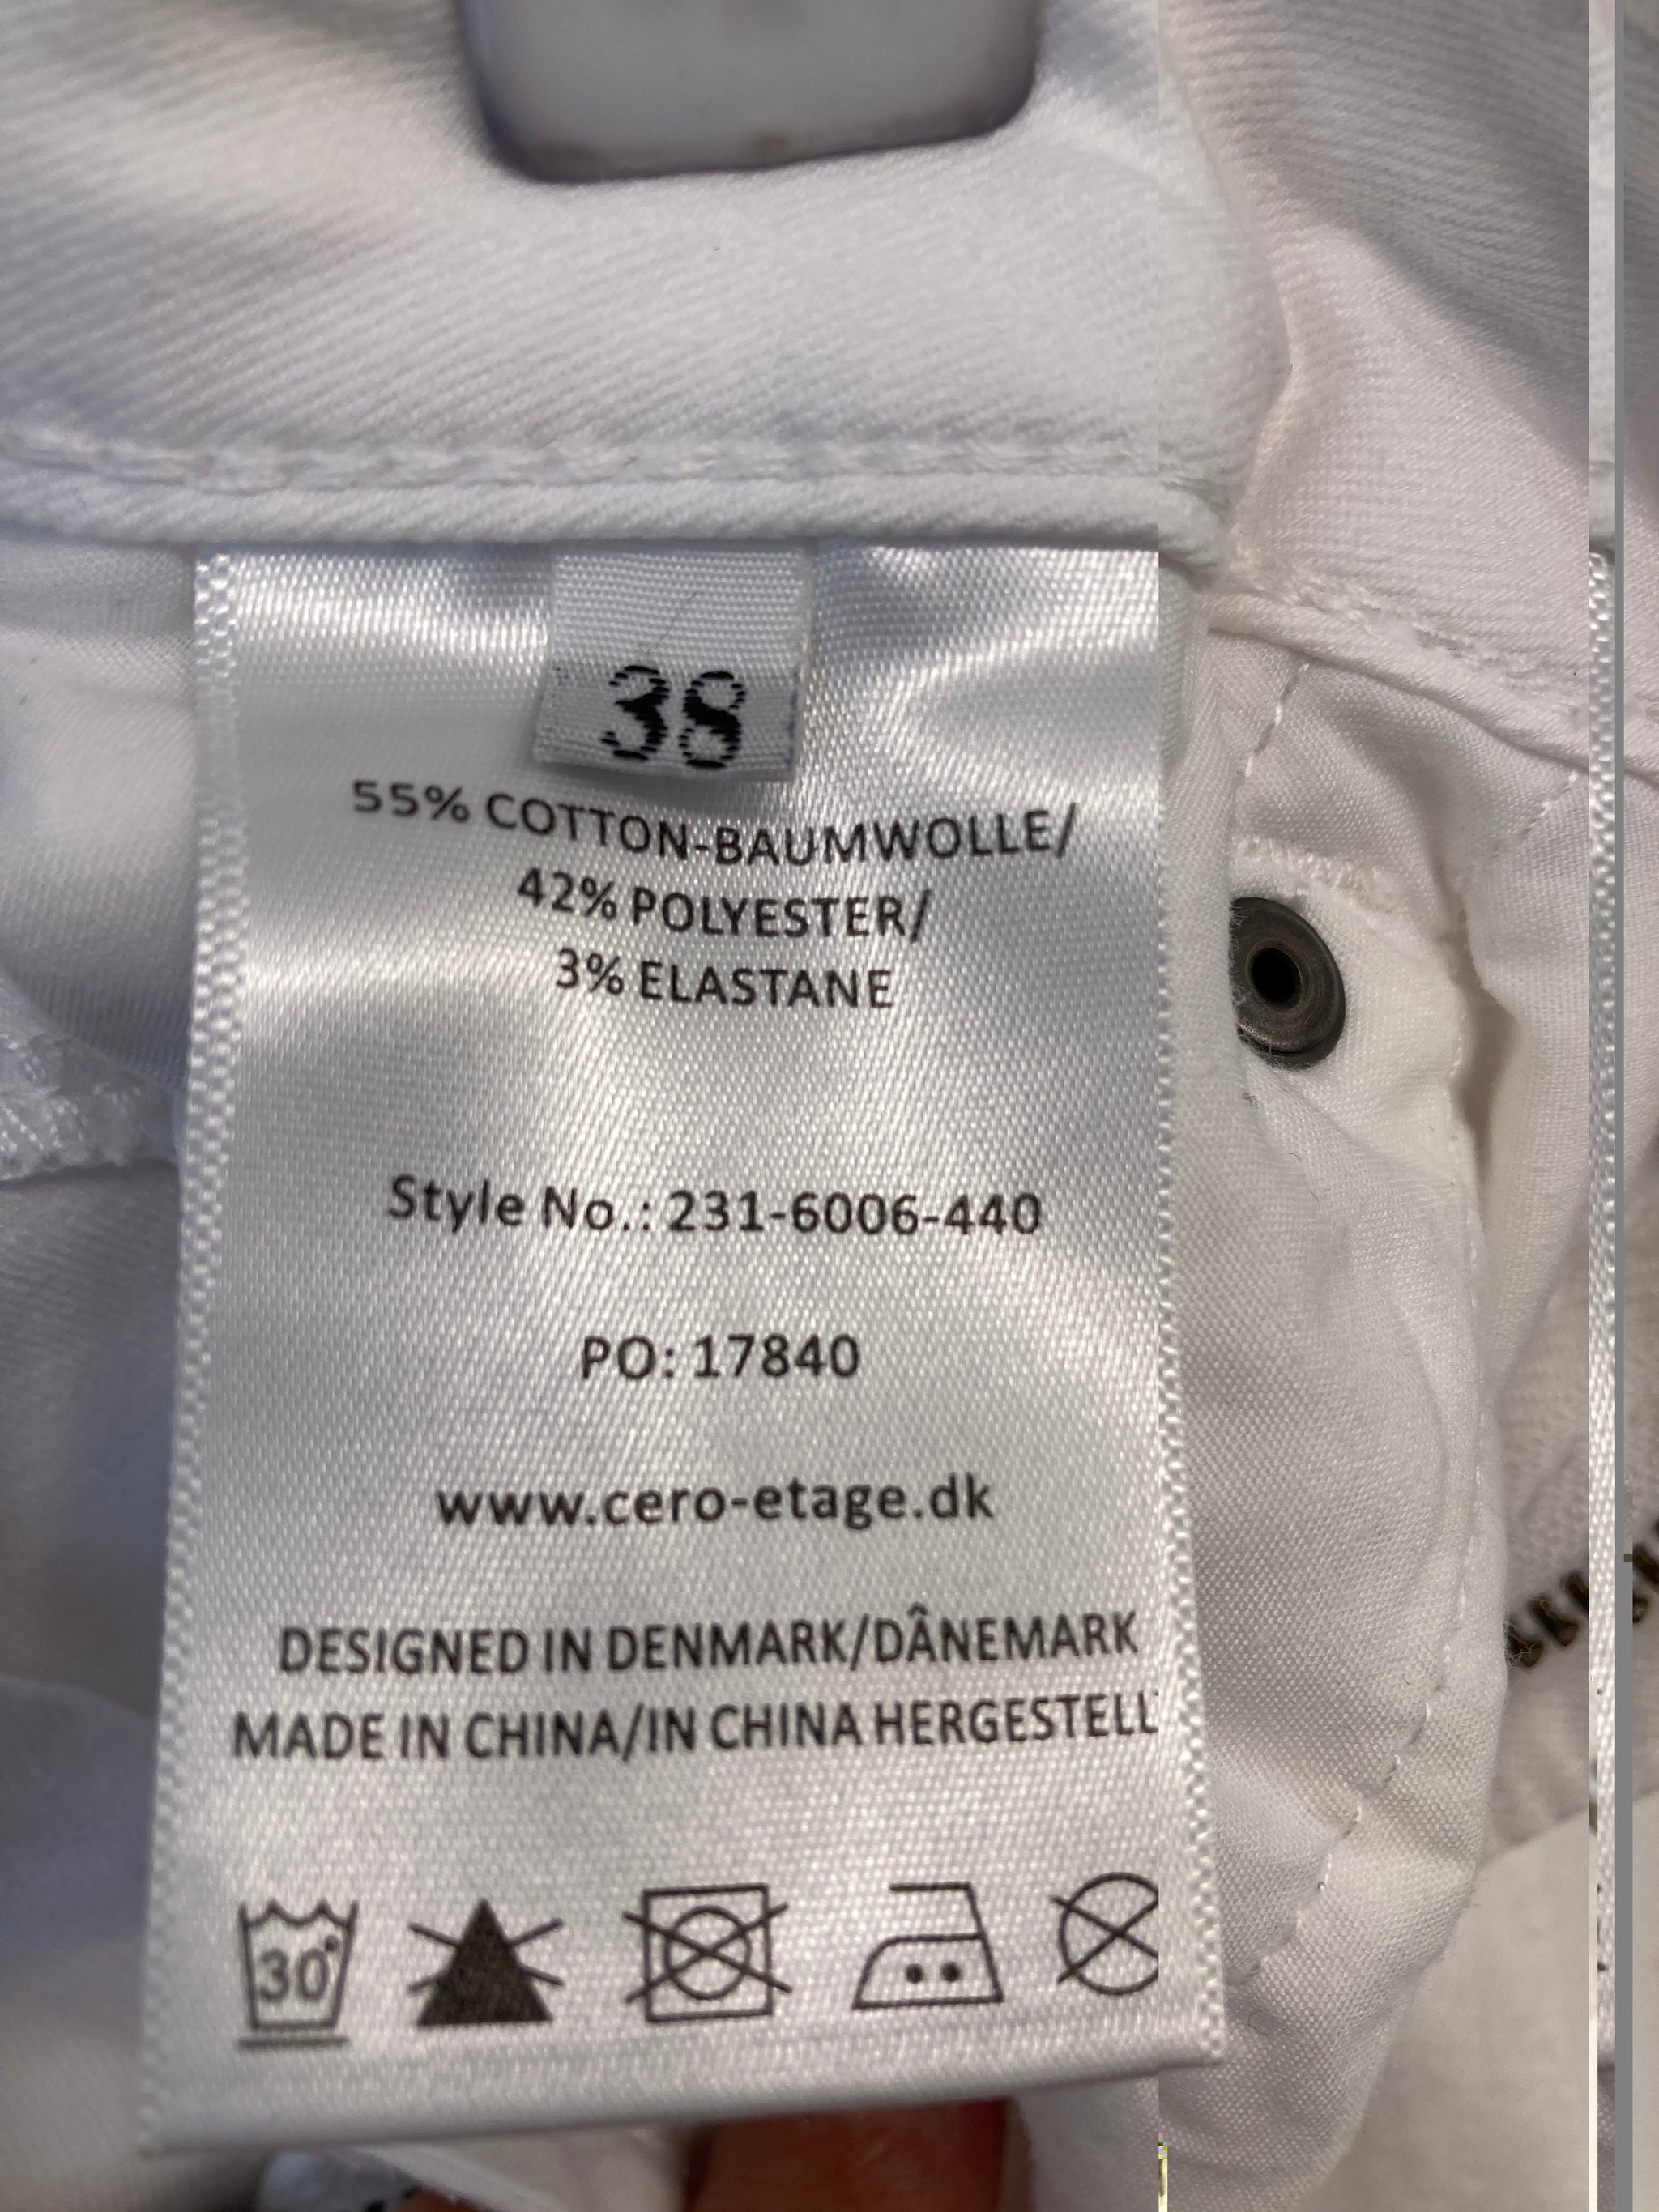 38
55% COTTON-BAUMWOLLE/
42% POLYESTER/
3% ELASTANE
Style No.: 231-6006-440
PO: 17840
www.cero-etage.dk
DESIGNED IN DENMARK/DÂNEMARK
MADE IN CHINA/IN CHINA HERGESTELL
30°